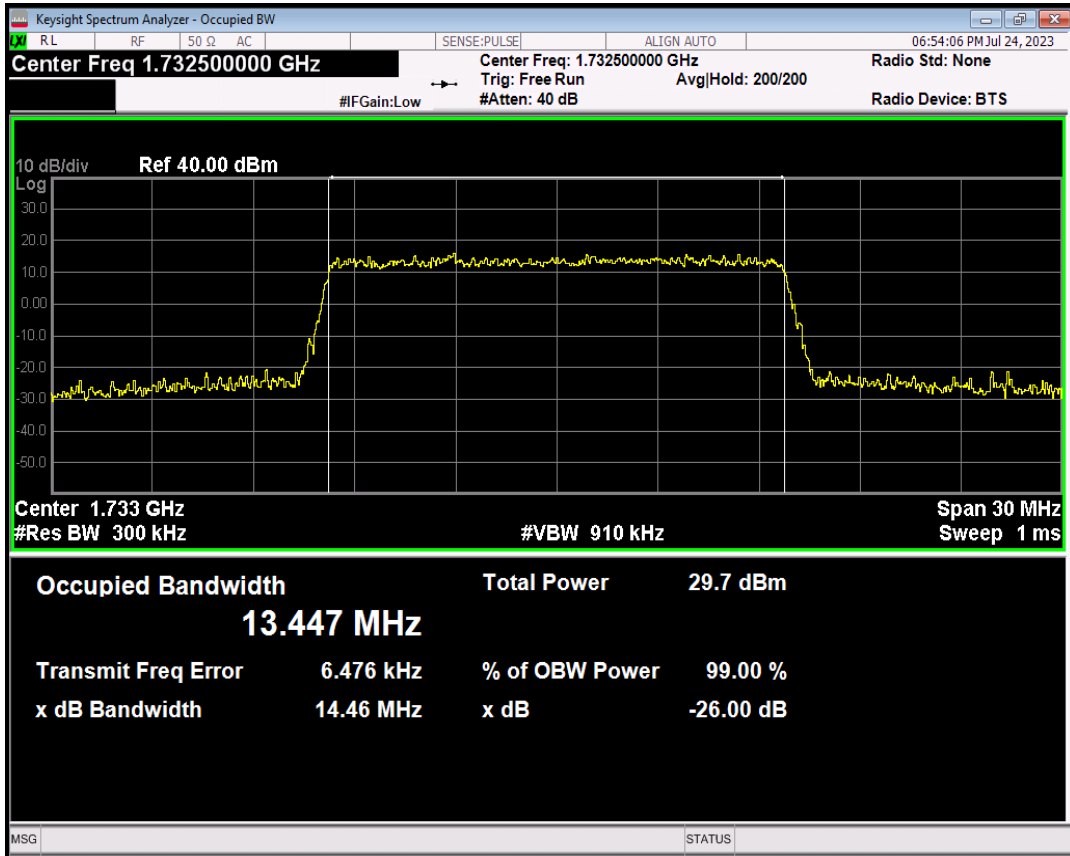 Keysight Spectrum Analyzer - Occupied BW
LXI RL RF 50 Ω AC SENSE:PULSE ALIGN AUTO 06:54:06 PM Jul 24, 2023
Center Freq 1.732500000 GHz Center Freq: 1.732500000 GHz Radio Std: None
Trig: Free Run Avg|Hold: 200/200
#IFGain:Low #Atten: 40 dB Radio Device: BTS
10 dB/div Ref 40.00 dBm
Log
30.0
20.0
10.0
0.00
-10.0
-20.0
-30.0
-40.0
-50.0
Center 1.733 GHz Span 30 MHz
#Res BW 300 kHz #VBW 910 kHz Sweep 1 ms
Occupied Bandwidth Total Power 29.7 dBm
13.447 MHz
Transmit Freq Error 6.476 kHz % of OBW Power 99.00 %
x dB Bandwidth 14.46 MHz x dB -26.00 dB
MSG STATUS